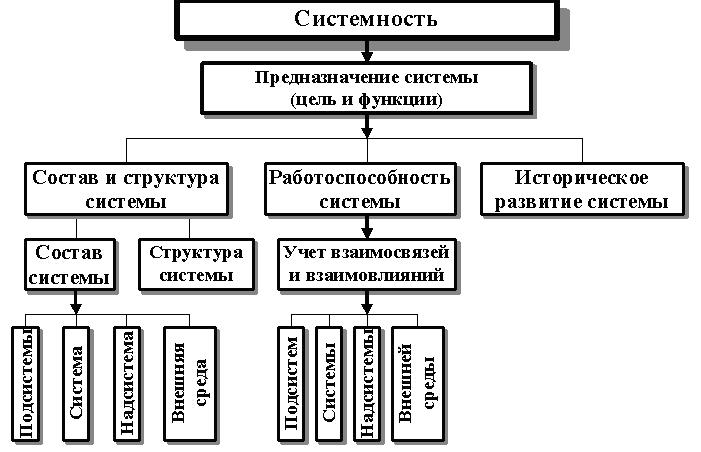 Системность
Предназначение системы
(цель и функции)
Состав и структура
системы
Работоспособность
системы
Историческое
развитие системы
Состав
системы
Структура
системы
Учет взаимосвязей
и взаимовлияний
Подсистемы
Система
Надсистема
Внешняя
среда
Подсистем
Системы
Надсистемы
Внешней
среды